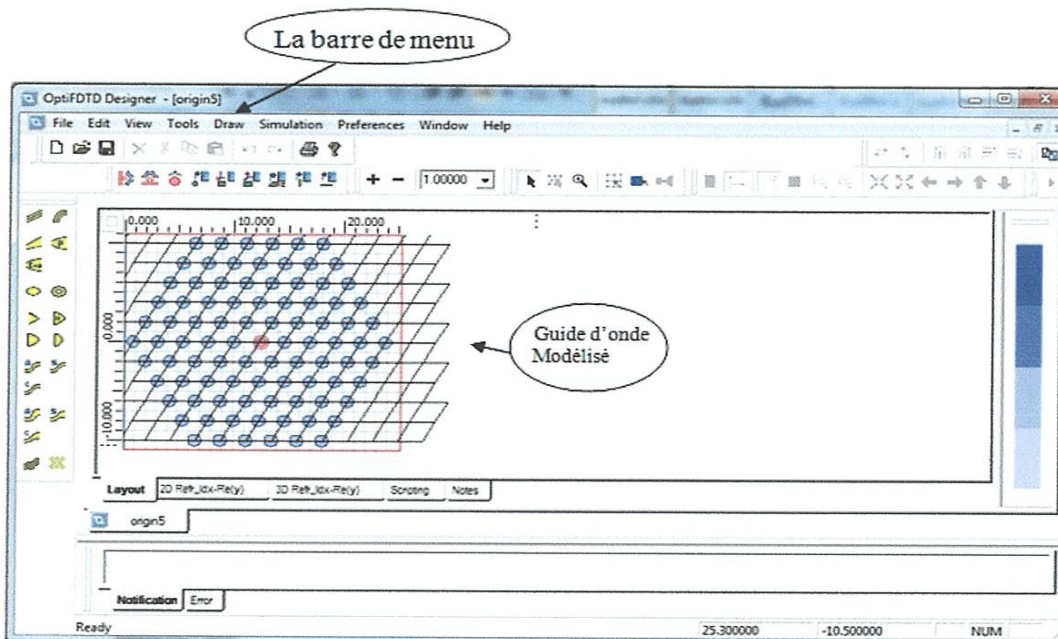 La barre de menu
OptiFDTD Designer - [origin5]
File Edit View Tools Draw Simulation Preferences Window Help
1.00000
0.000 10.000 20.000
0.000
-10.000
Guide d'onde
Modélisé
Layout 2D Refr_Idx-Re(y) 3D Refr_Idx-Re(y) Scripting Notes
origin5
Notification Error
Ready 25.300000 -10.500000 NUM